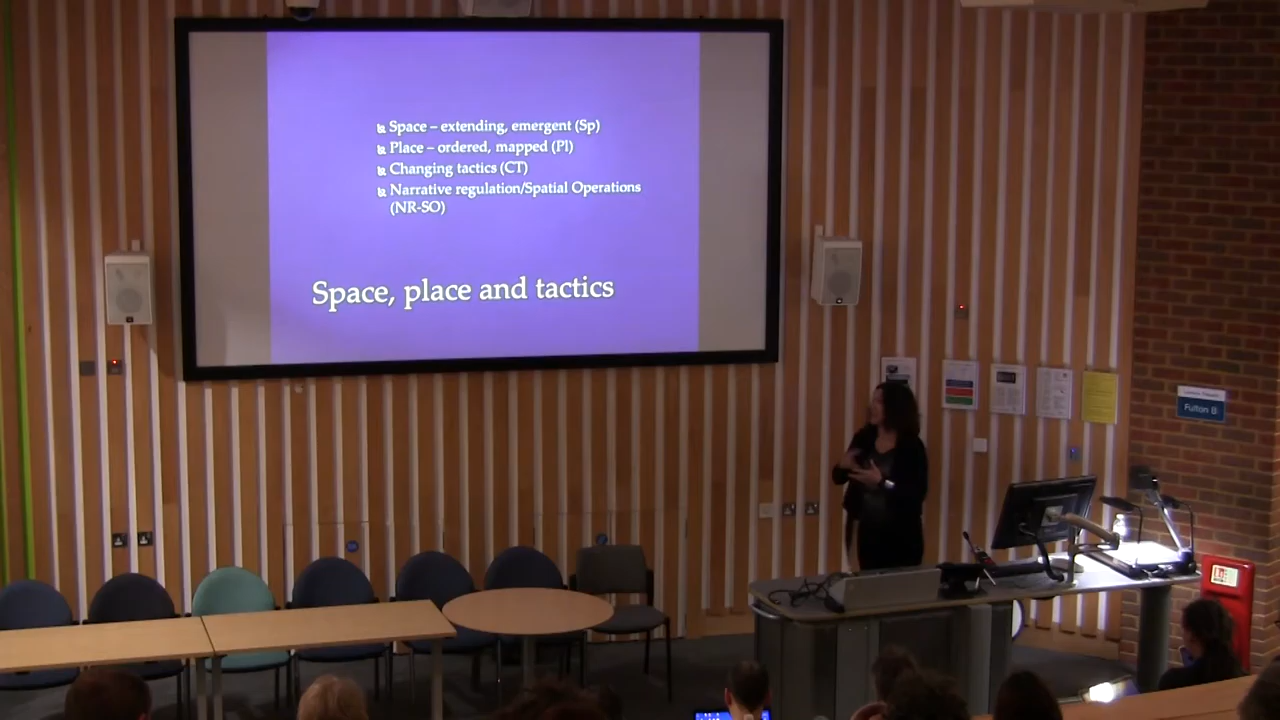 Space – extending, emergent (Sp)
Place – ordered, mapped (Pl)
Changing tactics (CT)
Narrative regulation/Spatial Operations
(NR-SO)
Space, place and tactics
Fulton B